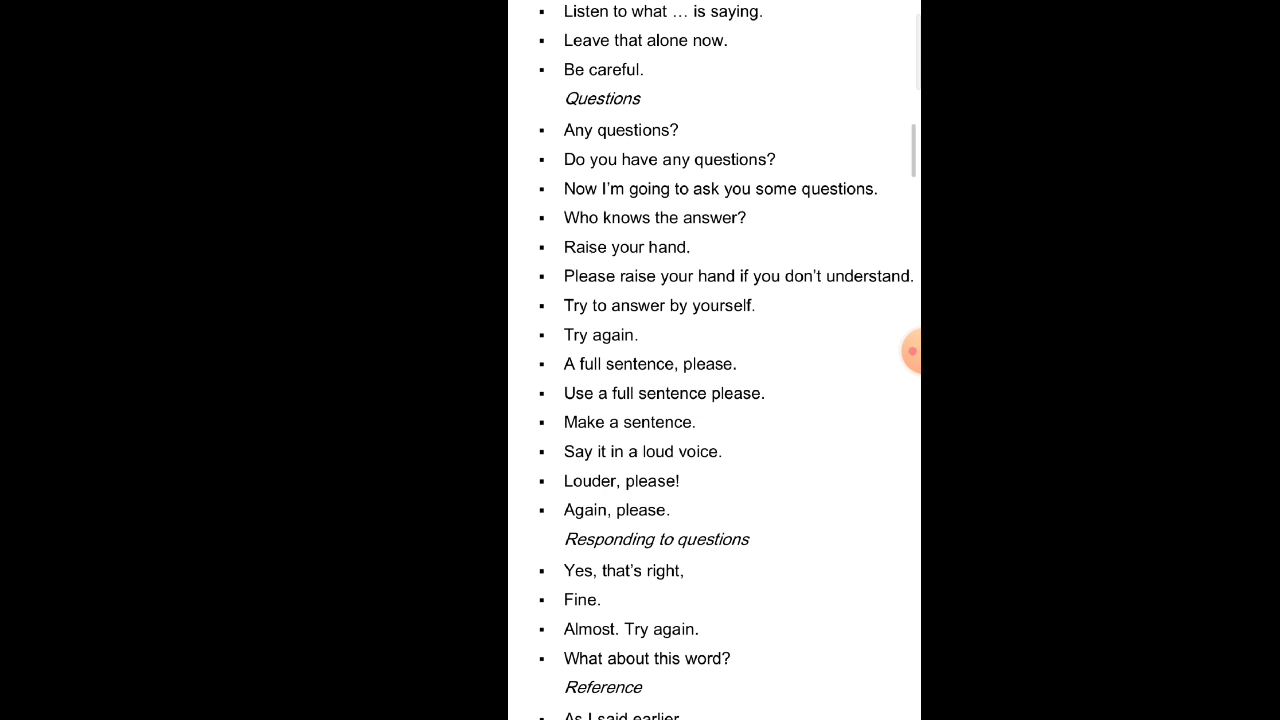 ▪ Listen to what … is saying.
▪ Leave that alone now.
▪ Be careful.
Questions
▪ Any questions?
▪ Do you have any questions?
▪ Now I’m going to ask you some questions.
▪ Who knows the answer?
▪ Raise your hand.
▪ Please raise your hand if you don’t understand.
▪ Try to answer by yourself.
▪ Try again.
▪ A full sentence, please.
▪ Use a full sentence please.
▪ Make a sentence.
▪ Say it in a loud voice.
▪ Louder, please!
▪ Again, please.
Responding to questions
▪ Yes, that’s right,
▪ Fine.
▪ Almost. Try again.
▪ What about this word?
Reference
▪ As I said earlier